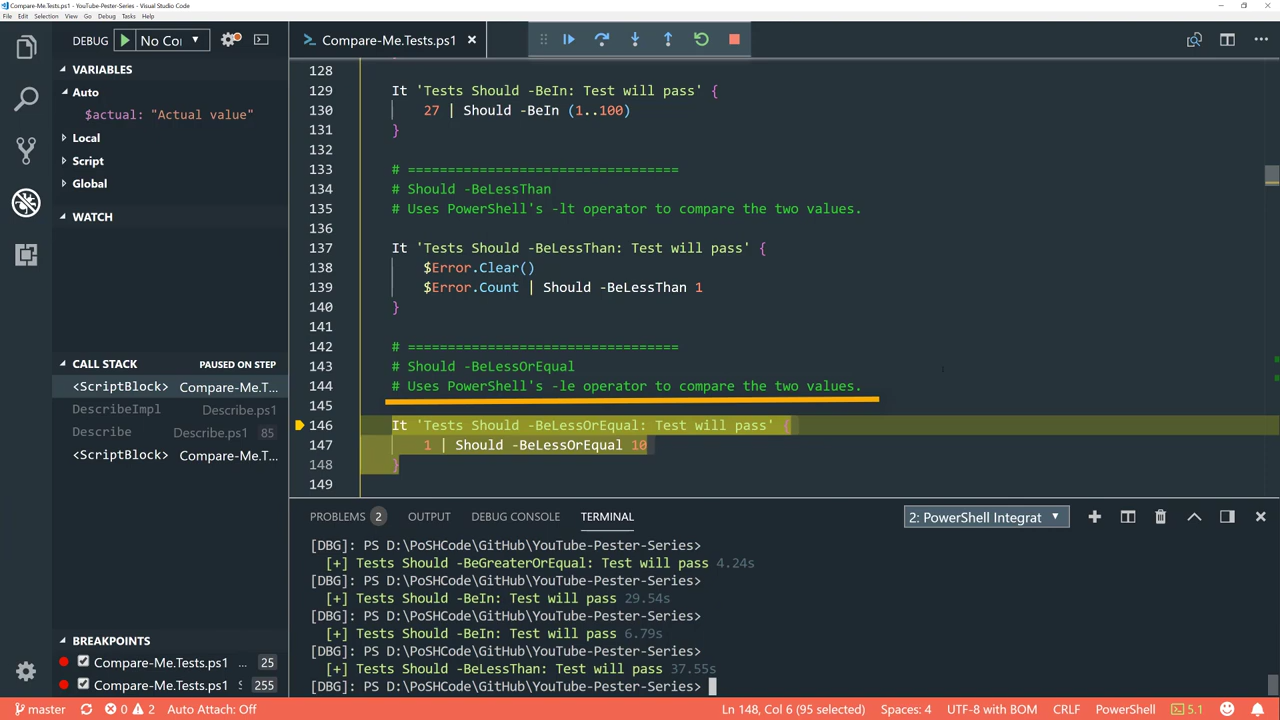 Compare-Me.Tests.ps1 - YouTube-Pester-Series - Visual Studio Code
File Edit Selection View Go Debug Tasks Help
DEBUG No Co
Compare-Me.Tests.ps1
VARIABLES
Auto
$actual: "Actual value"
Local
Script
Global
WATCH
CALL STACK PAUSED ON STEP
<ScriptBlock> Compare-Me.T...
DescribeImpl Describe.ps1
Describe Describe.ps1 85
<ScriptBlock> Compare-Me.T...
BREAKPOINTS
Compare-Me.Tests.ps1 ... 25
Compare-Me.Tests.ps1 255
128
129 It 'Tests Should -BeIn: Test will pass' {
130 27 | Should -BeIn (1..100)
131 }
132
133 # ==================================
134 # Should -BeLessThan
135 # Uses PowerShell's -lt operator to compare the two values.
136
137 It 'Tests Should -BeLessThan: Test will pass' {
138 $Error.Clear()
139 $Error.Count | Should -BeLessThan 1
140 }
141
142 # ==================================
143 # Should -BeLessOrEqual
144 # Uses PowerShell's -le operator to compare the two values.
145
146 It 'Tests Should -BeLessOrEqual: Test will pass' {
147 1 | Should -BeLessOrEqual 10
148 }
149
PROBLEMS 2 OUTPUT DEBUG CONSOLE TERMINAL 2: PowerShell Integrat
[DBG]: PS D:\PoSHCode\GitHub\YouTube-Pester-Series>
[+] Tests Should -BeGreaterOrEqual: Test will pass 4.24s
[DBG]: PS D:\PoSHCode\GitHub\YouTube-Pester-Series>
[+] Tests Should -BeIn: Test will pass 29.54s
[DBG]: PS D:\PoSHCode\GitHub\YouTube-Pester-Series>
[+] Tests Should -BeIn: Test will pass 6.79s
[DBG]: PS D:\PoSHCode\GitHub\YouTube-Pester-Series>
[+] Tests Should -BeLessThan: Test will pass 37.55s
[DBG]: PS D:\PoSHCode\GitHub\YouTube-Pester-Series>
master 0 2 Auto Attach: Off Ln 148, Col 6 (95 selected) Spaces: 4 UTF-8 with BOM CRLF PowerShell 5.1